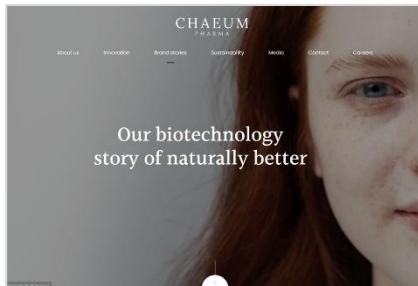 CHAEUM
PHARMA
About us Innovation Brand stories Sustainability Media Contact Careers
Our biotechnology
story of naturally better